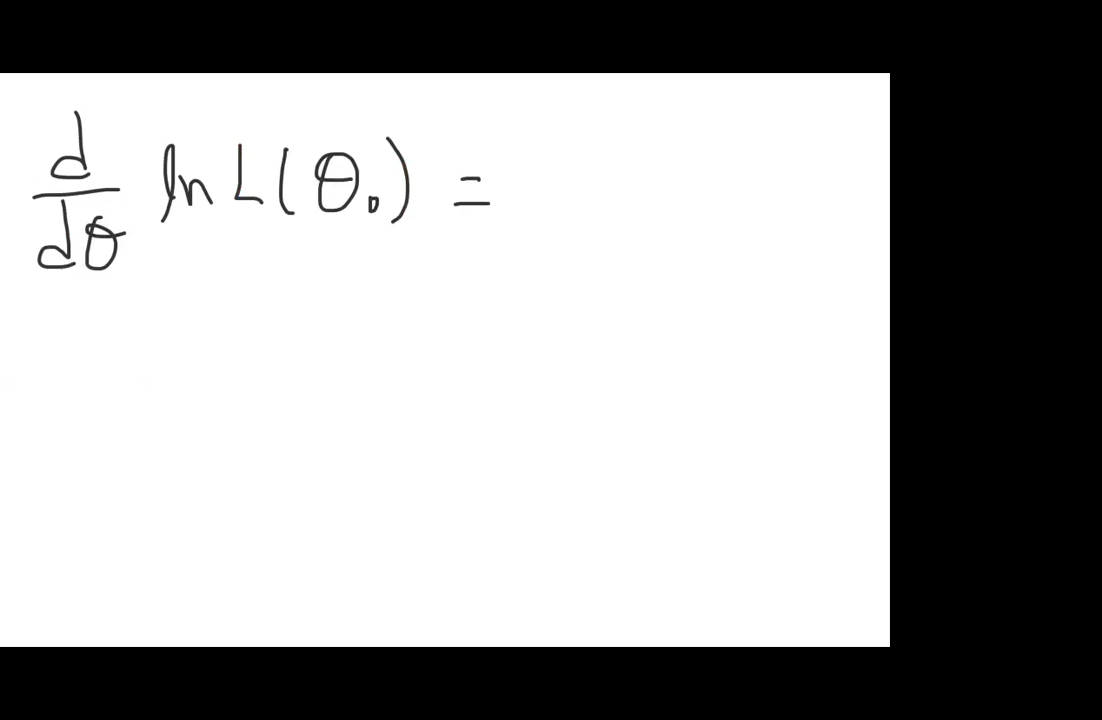 d/dθ ln L(θ₀) =